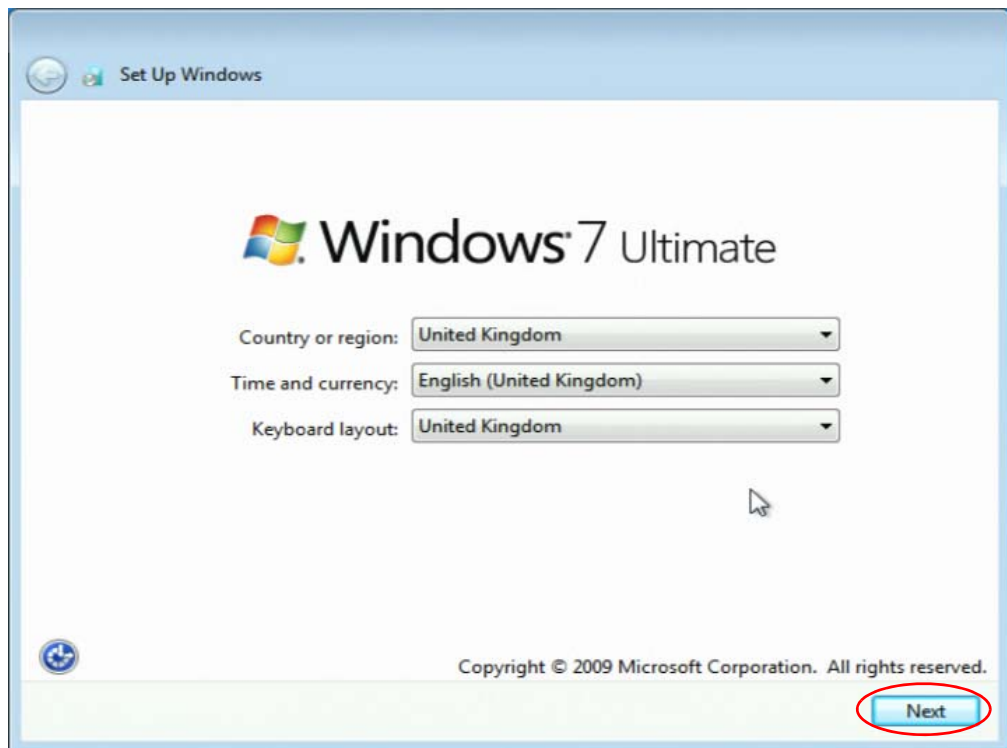 Set Up Windows
Windows® 7 Ultimate
Country or region: United Kingdom
Time and currency: English (United Kingdom)
Keyboard layout: United Kingdom
Copyright © 2009 Microsoft Corporation. All rights reserved.
Next